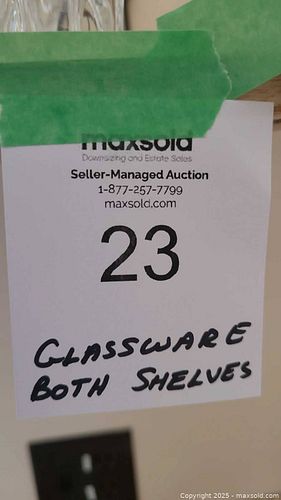 maxsold
Downsizing and Estate Sales
Seller-Managed Auction
1-877-257-7799
maxsold.com
23
GLASSWARE
BOTH SHELVES
Copyright 2025 - maxsold.com